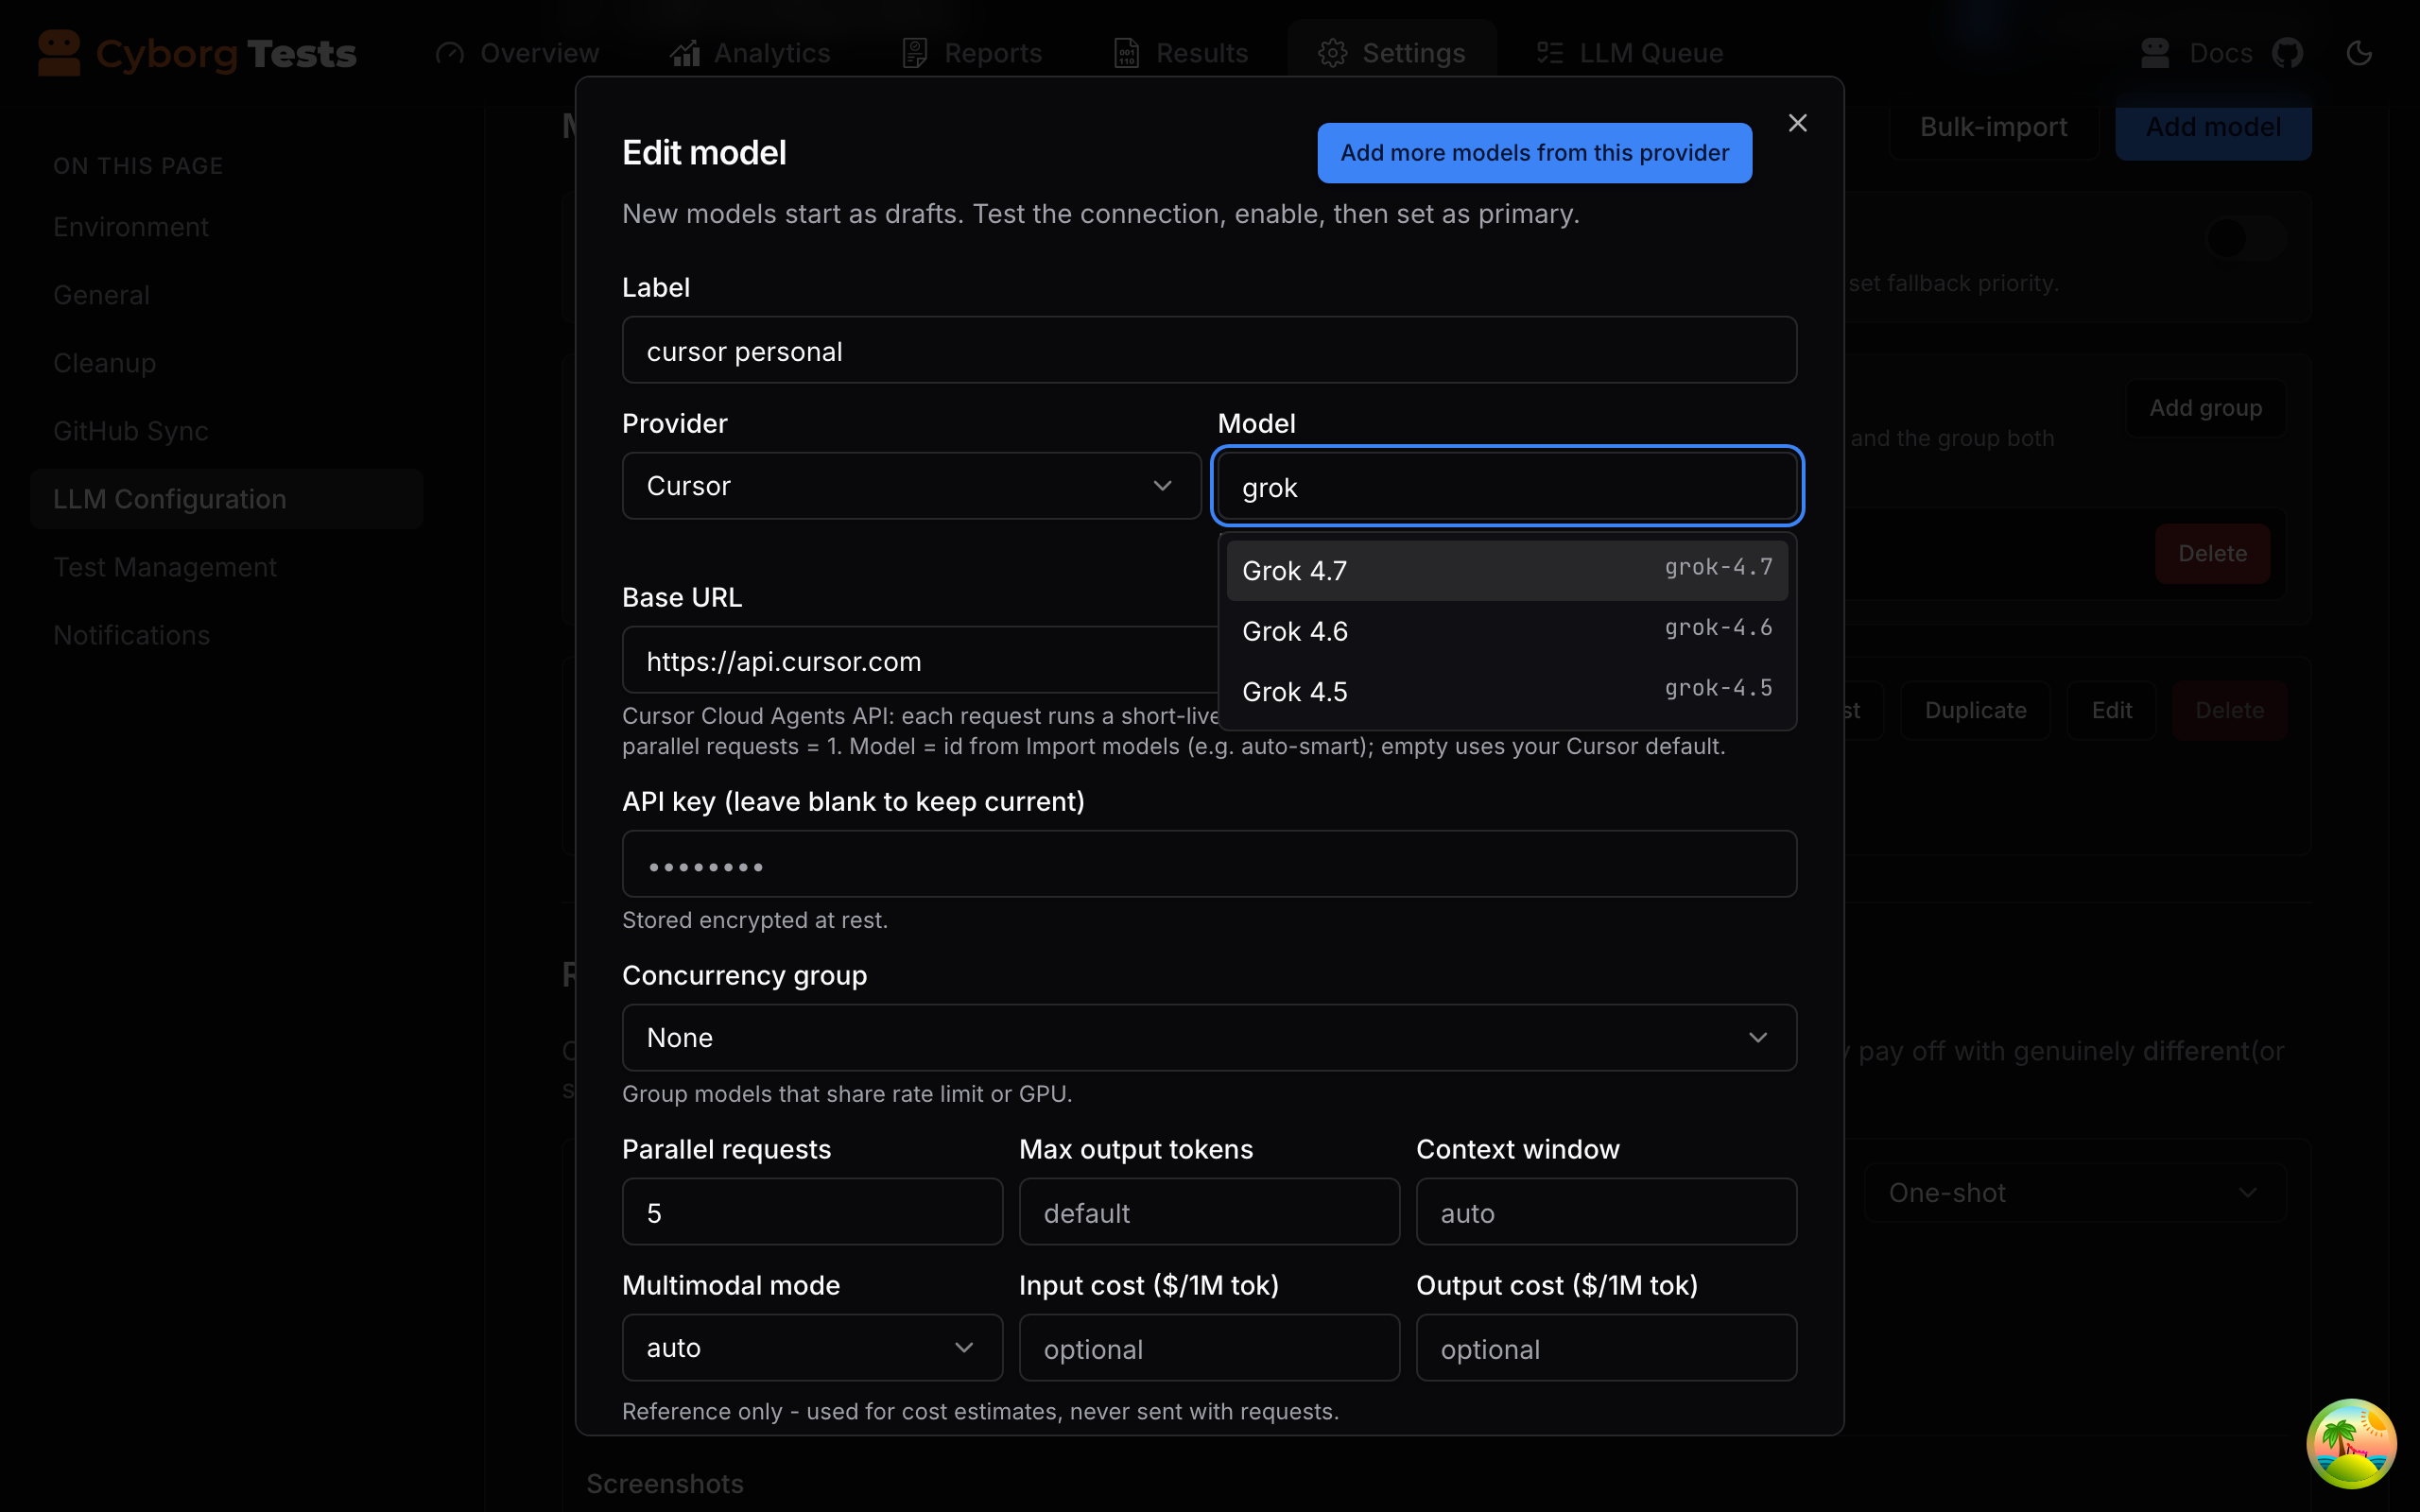 Cyborg Tests
Overview
Analytics
Reports
Results
Settings
LLM Queue
Docs
ON THIS PAGE
Environment
General
Cleanup
GitHub Sync
LLM Configuration
Test Management
Notifications
Bulk-import
Add model
set fallback priority.
Add group
and the group both
Delete
Duplicate
Edit
Delete
pay off with genuinely different(or
One-shot
Screenshots
Edit model
Add more models from this provider
New models start as drafts. Test the connection, enable, then set as primary.
Label
cursor personal
Provider
Model
Cursor
grok
Grok 4.7 grok-4.7
Grok 4.6 grok-4.6
Grok 4.5 grok-4.5
Base URL
https://api.cursor.com
Cursor Cloud Agents API: each request runs a short-live
parallel requests = 1. Model = id from Import models (e.g. auto-smart); empty uses your Cursor default.
API key (leave blank to keep current)
••••••••
Stored encrypted at rest.
Concurrency group
None
Group models that share rate limit or GPU.
Parallel requests
Max output tokens
Context window
5
default
auto
Multimodal mode
Input cost ($/1M tok)
Output cost ($/1M tok)
auto
optional
optional
Reference only - used for cost estimates, never sent with requests.